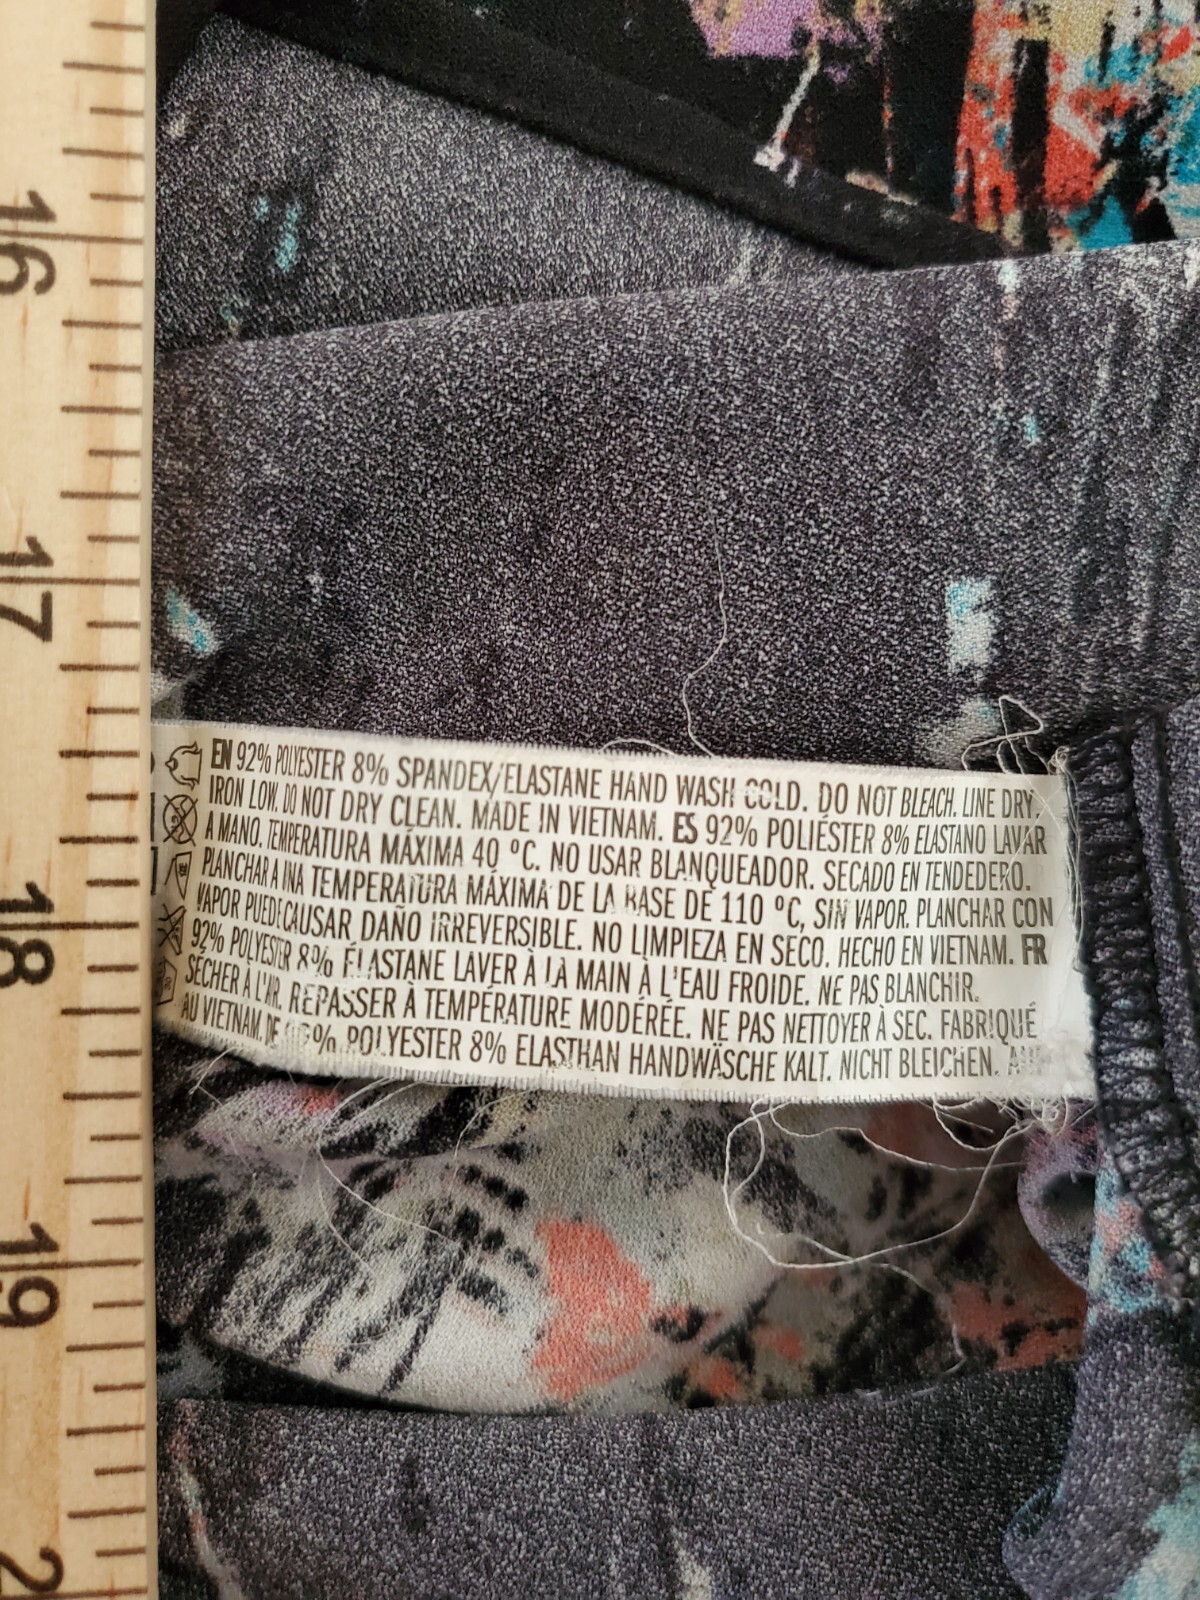 EN 92% POLYESTER 8% SPANDEX/ELASTANE HAND WASH COLD. DO NOT BLEACH. LINE DRY.
IRON LOW. DO NOT DRY CLEAN. MADE IN VIETNAM. ES 92% POLIÉSTER 8% ELASTANO LAVAR
A MANO. TEMPERATURA MÁXIMA 40 °C. NO USAR BLANQUEADOR. SECADO EN TENDEDERO.
PLANCHAR A UNA TEMPERATURA MÁXIMA DE LA BASE DE 110 °C, SIN VAPOR. PLANCHAR CON
VAPOR PUEDE CAUSAR DAÑO IRREVERSIBLE. NO LIMPIEZA EN SECO. HECHO EN VIETNAM. FR
92% POLYESTER 8% ÉLASTANE LAVER À LA MAIN À L'EAU FROIDE. NE PAS BLANCHIR.
SÉCHER À L'AIR. REPASSER À TEMPÉRATURE MODÉRÉE. NE PAS NETTOYER À SEC. FABRIQUÉ
AU VIETNAM. DE 92% POLYESTER 8% ELASTHAN HANDWÄSCHE KALT. NICHT BLEICHEN.
16
17
18
19
2